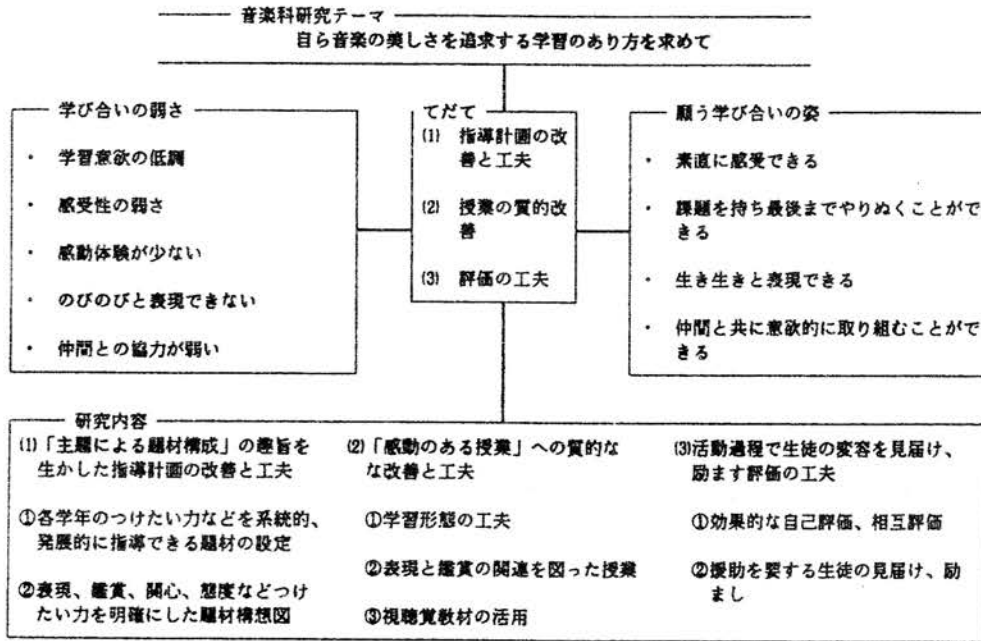 音楽科研究テーマ
自ら音楽の美しさを追求する学習のあり方を求めて
学び合いの弱さ
・ 学習意欲の低調
・ 感受性の弱さ
・ 感動体験が少ない
・ のびのびと表現できない
・ 仲間との協力が弱い
てだて
(1) 指導計画の改
善と工夫
(2) 授業の質的改
善
(3) 評価の工夫
願う学び合いの姿
・ 素直に感受できる
・ 課題を持ち最後までやりぬくことがで
きる
・ 生き生きと表現できる
・ 仲間と共に意欲的に取り組むことがで
きる
研究内容
(1)「主題による題材構成」の趣旨を
生かした指導計画の改善と工夫
①各学年のつけたい力などを系統的、
発展的に指導できる題材の設定
②表現、鑑賞、関心、態度などつけ
たい力を明確にした題材構想図
(2)「感動のある授業」への質的な
な改善と工夫
①学習形態の工夫
②表現と鑑賞の関連を図った授業
③視聴覚教材の活用
(3)活動過程で生徒の変容を見届け、
励ます評価の工夫
①効果的な自己評価、相互評価
②援助を要する生徒の見届け、励
まし